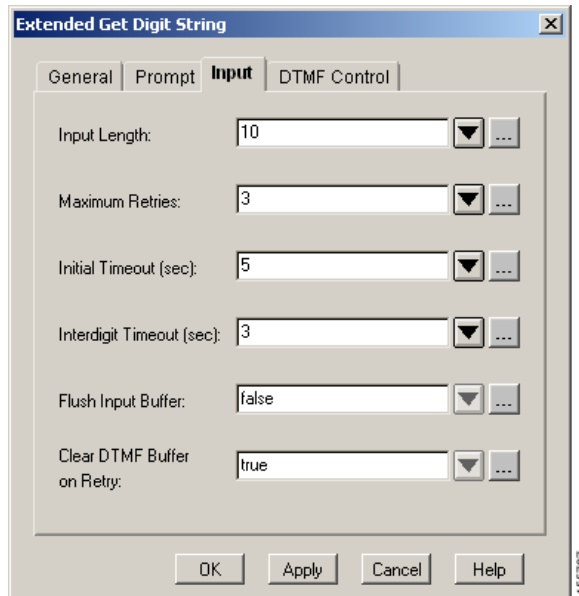 Extended Get Digit String
General Prompt Input DTMF Control
Input Length: 10 ...
Maximum Retries: 3 ...
Initial Timeout (sec): 5 ...
Interdigit Timeout (sec): 3 ...
Flush Input Buffer: false ...
Clear DTMF Buffer
on Retry: true ...
OK Apply Cancel Help